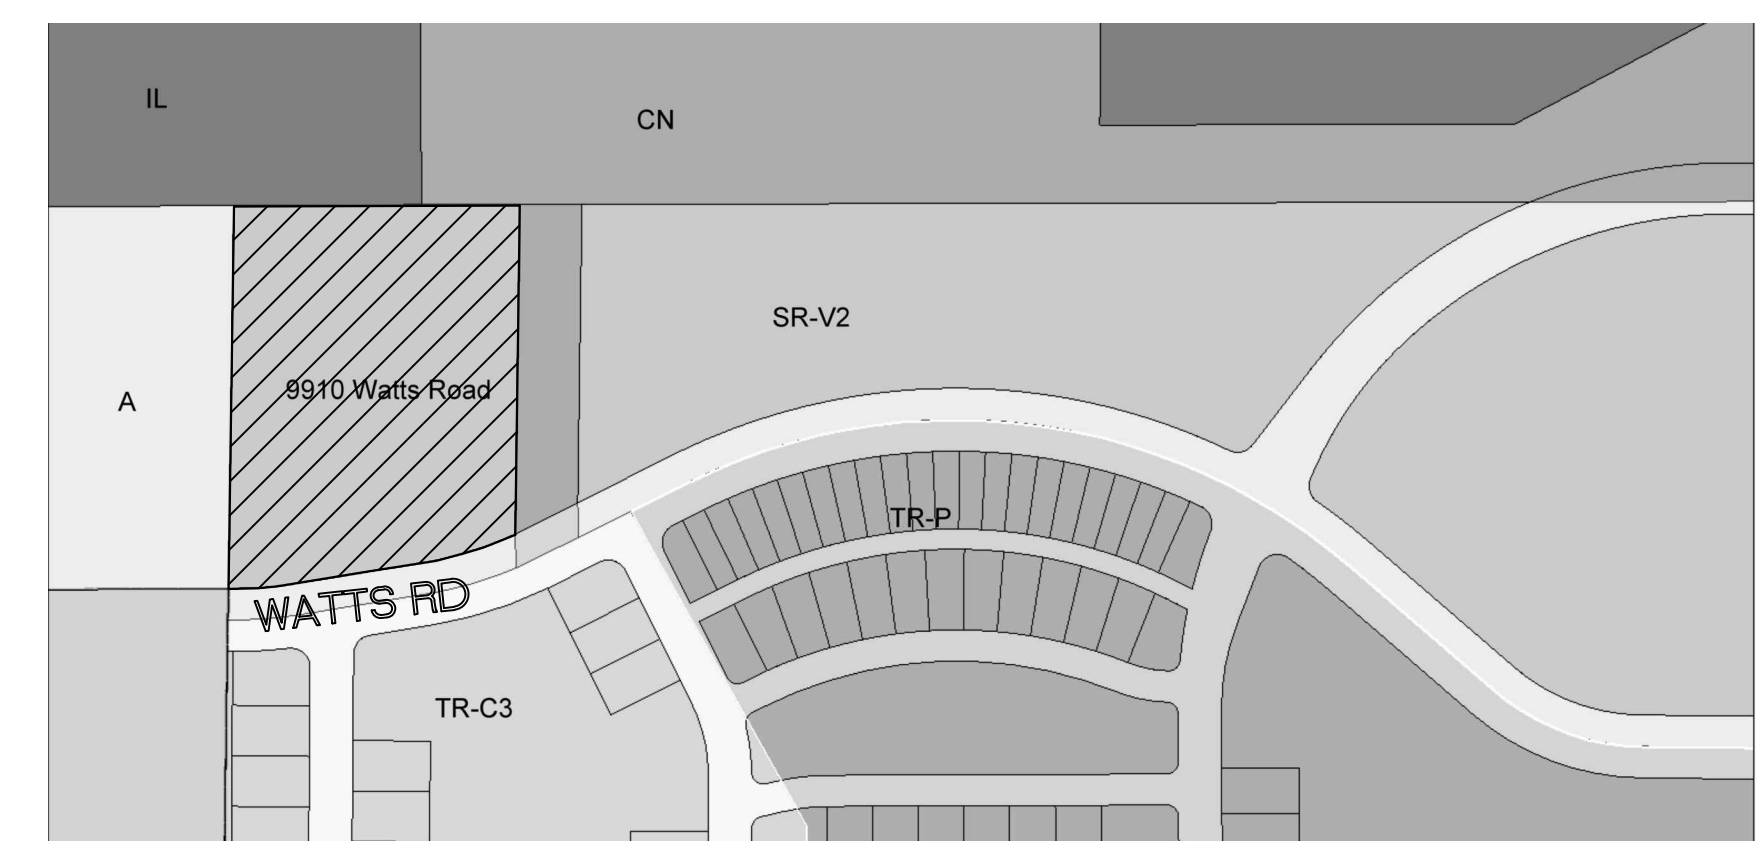 IL
CN
SR-V2
9910 Watts Road
A
TR-P
WATTS RD
TR-C3